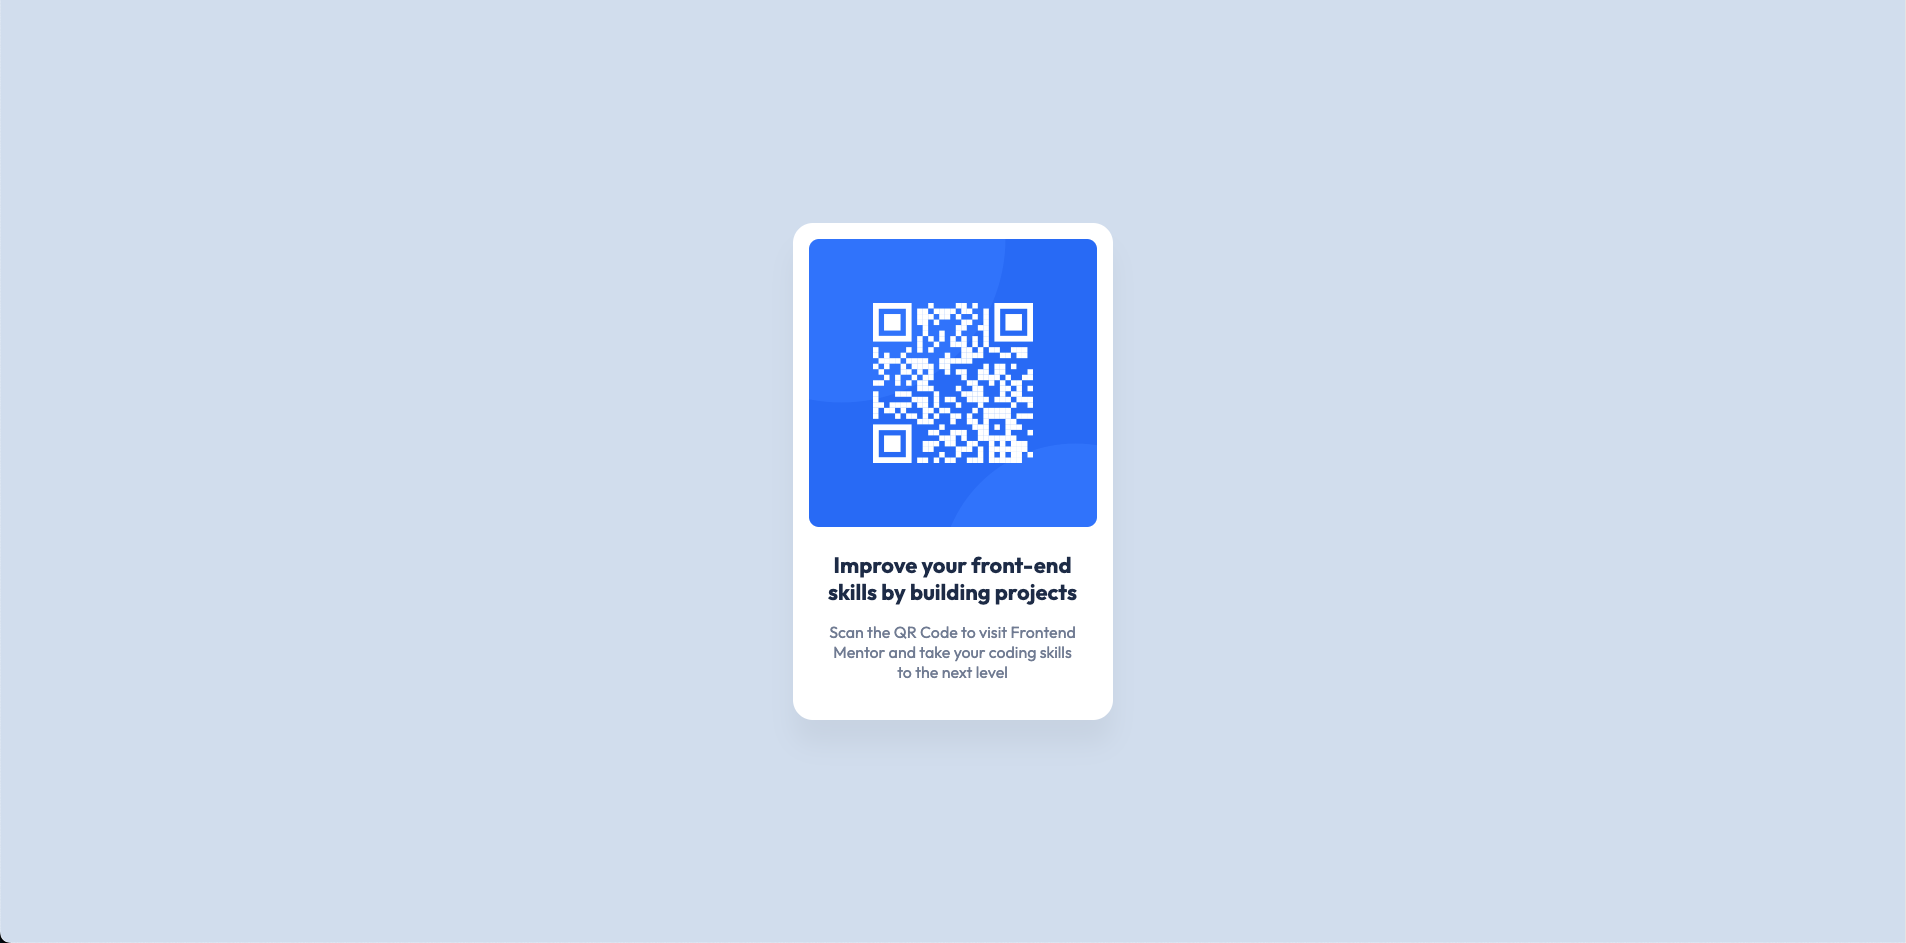 Improve your front-end
skills by building projects
Scan the QR Code to visit Frontend
Mentor and take your coding skills
to the next level